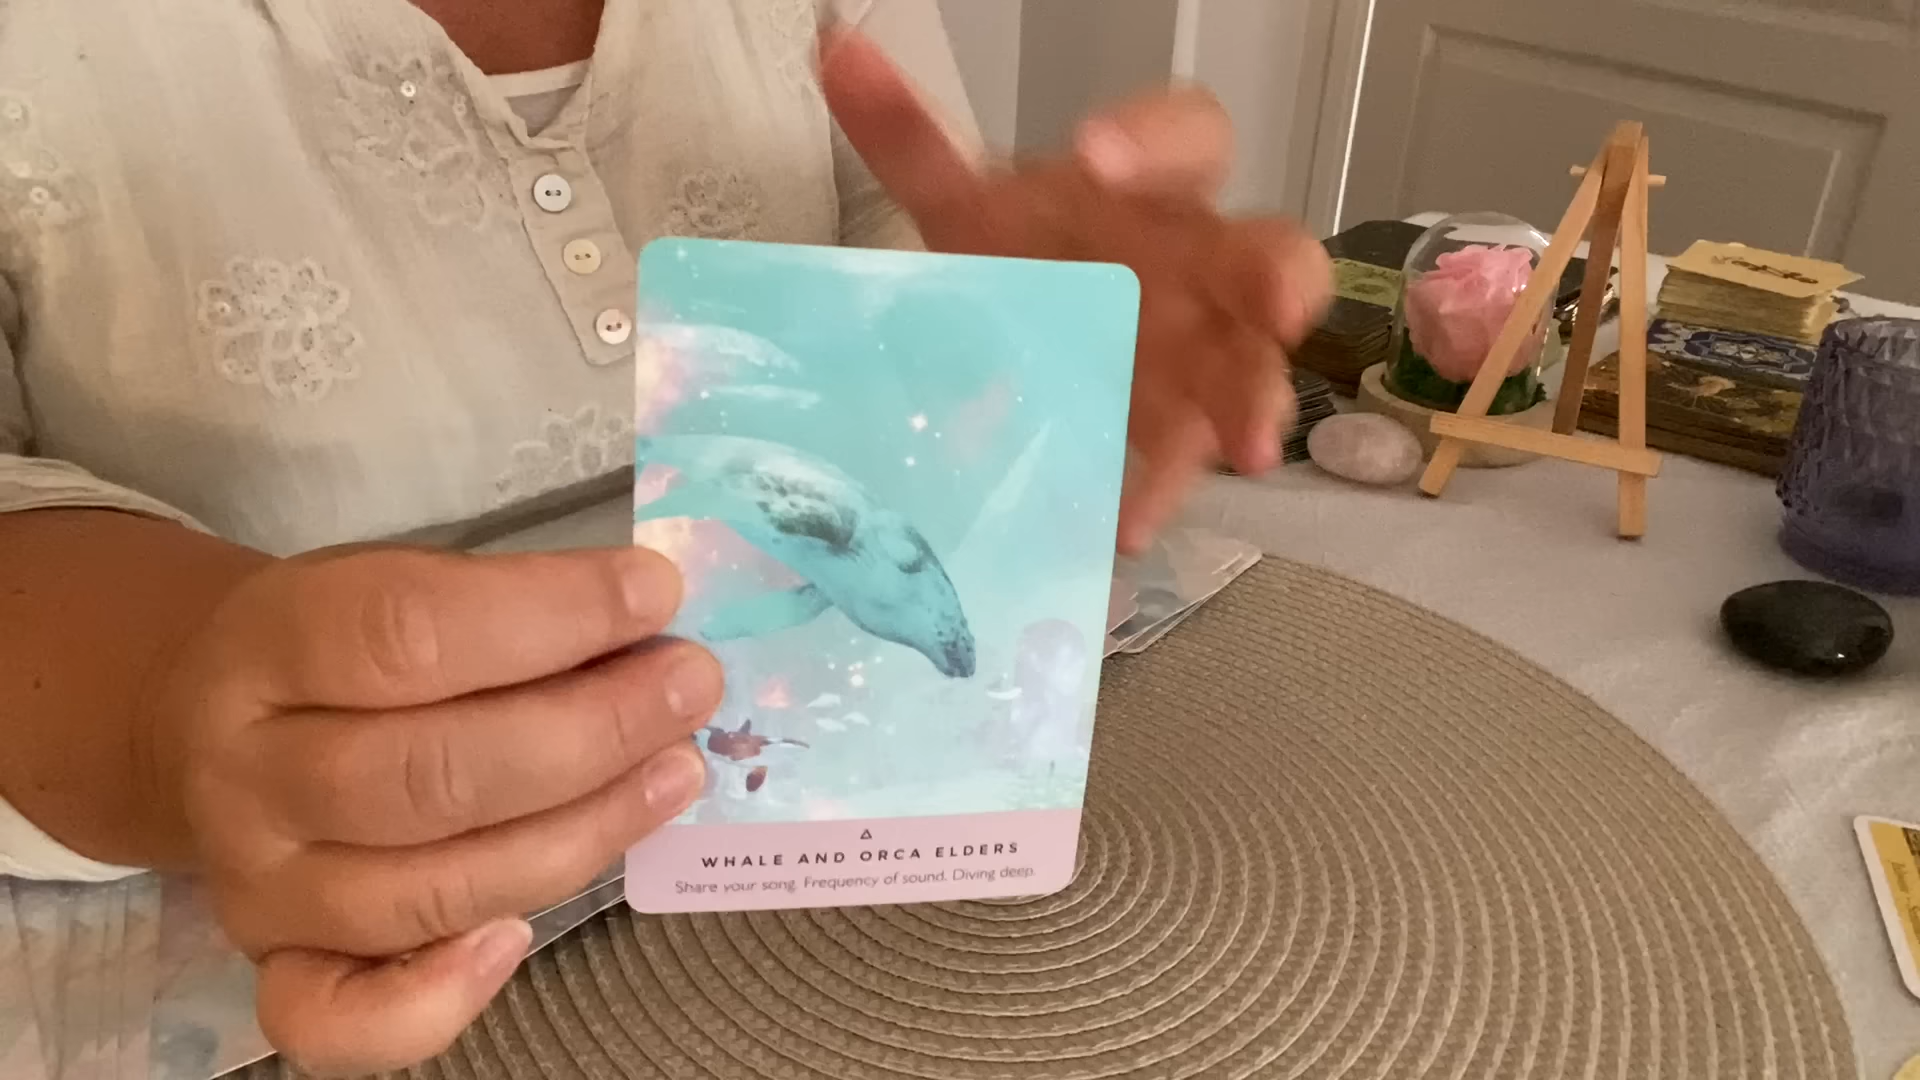 WHALE AND ORCA ELDERS
Share your song. Frequency of sound. Diving deep.